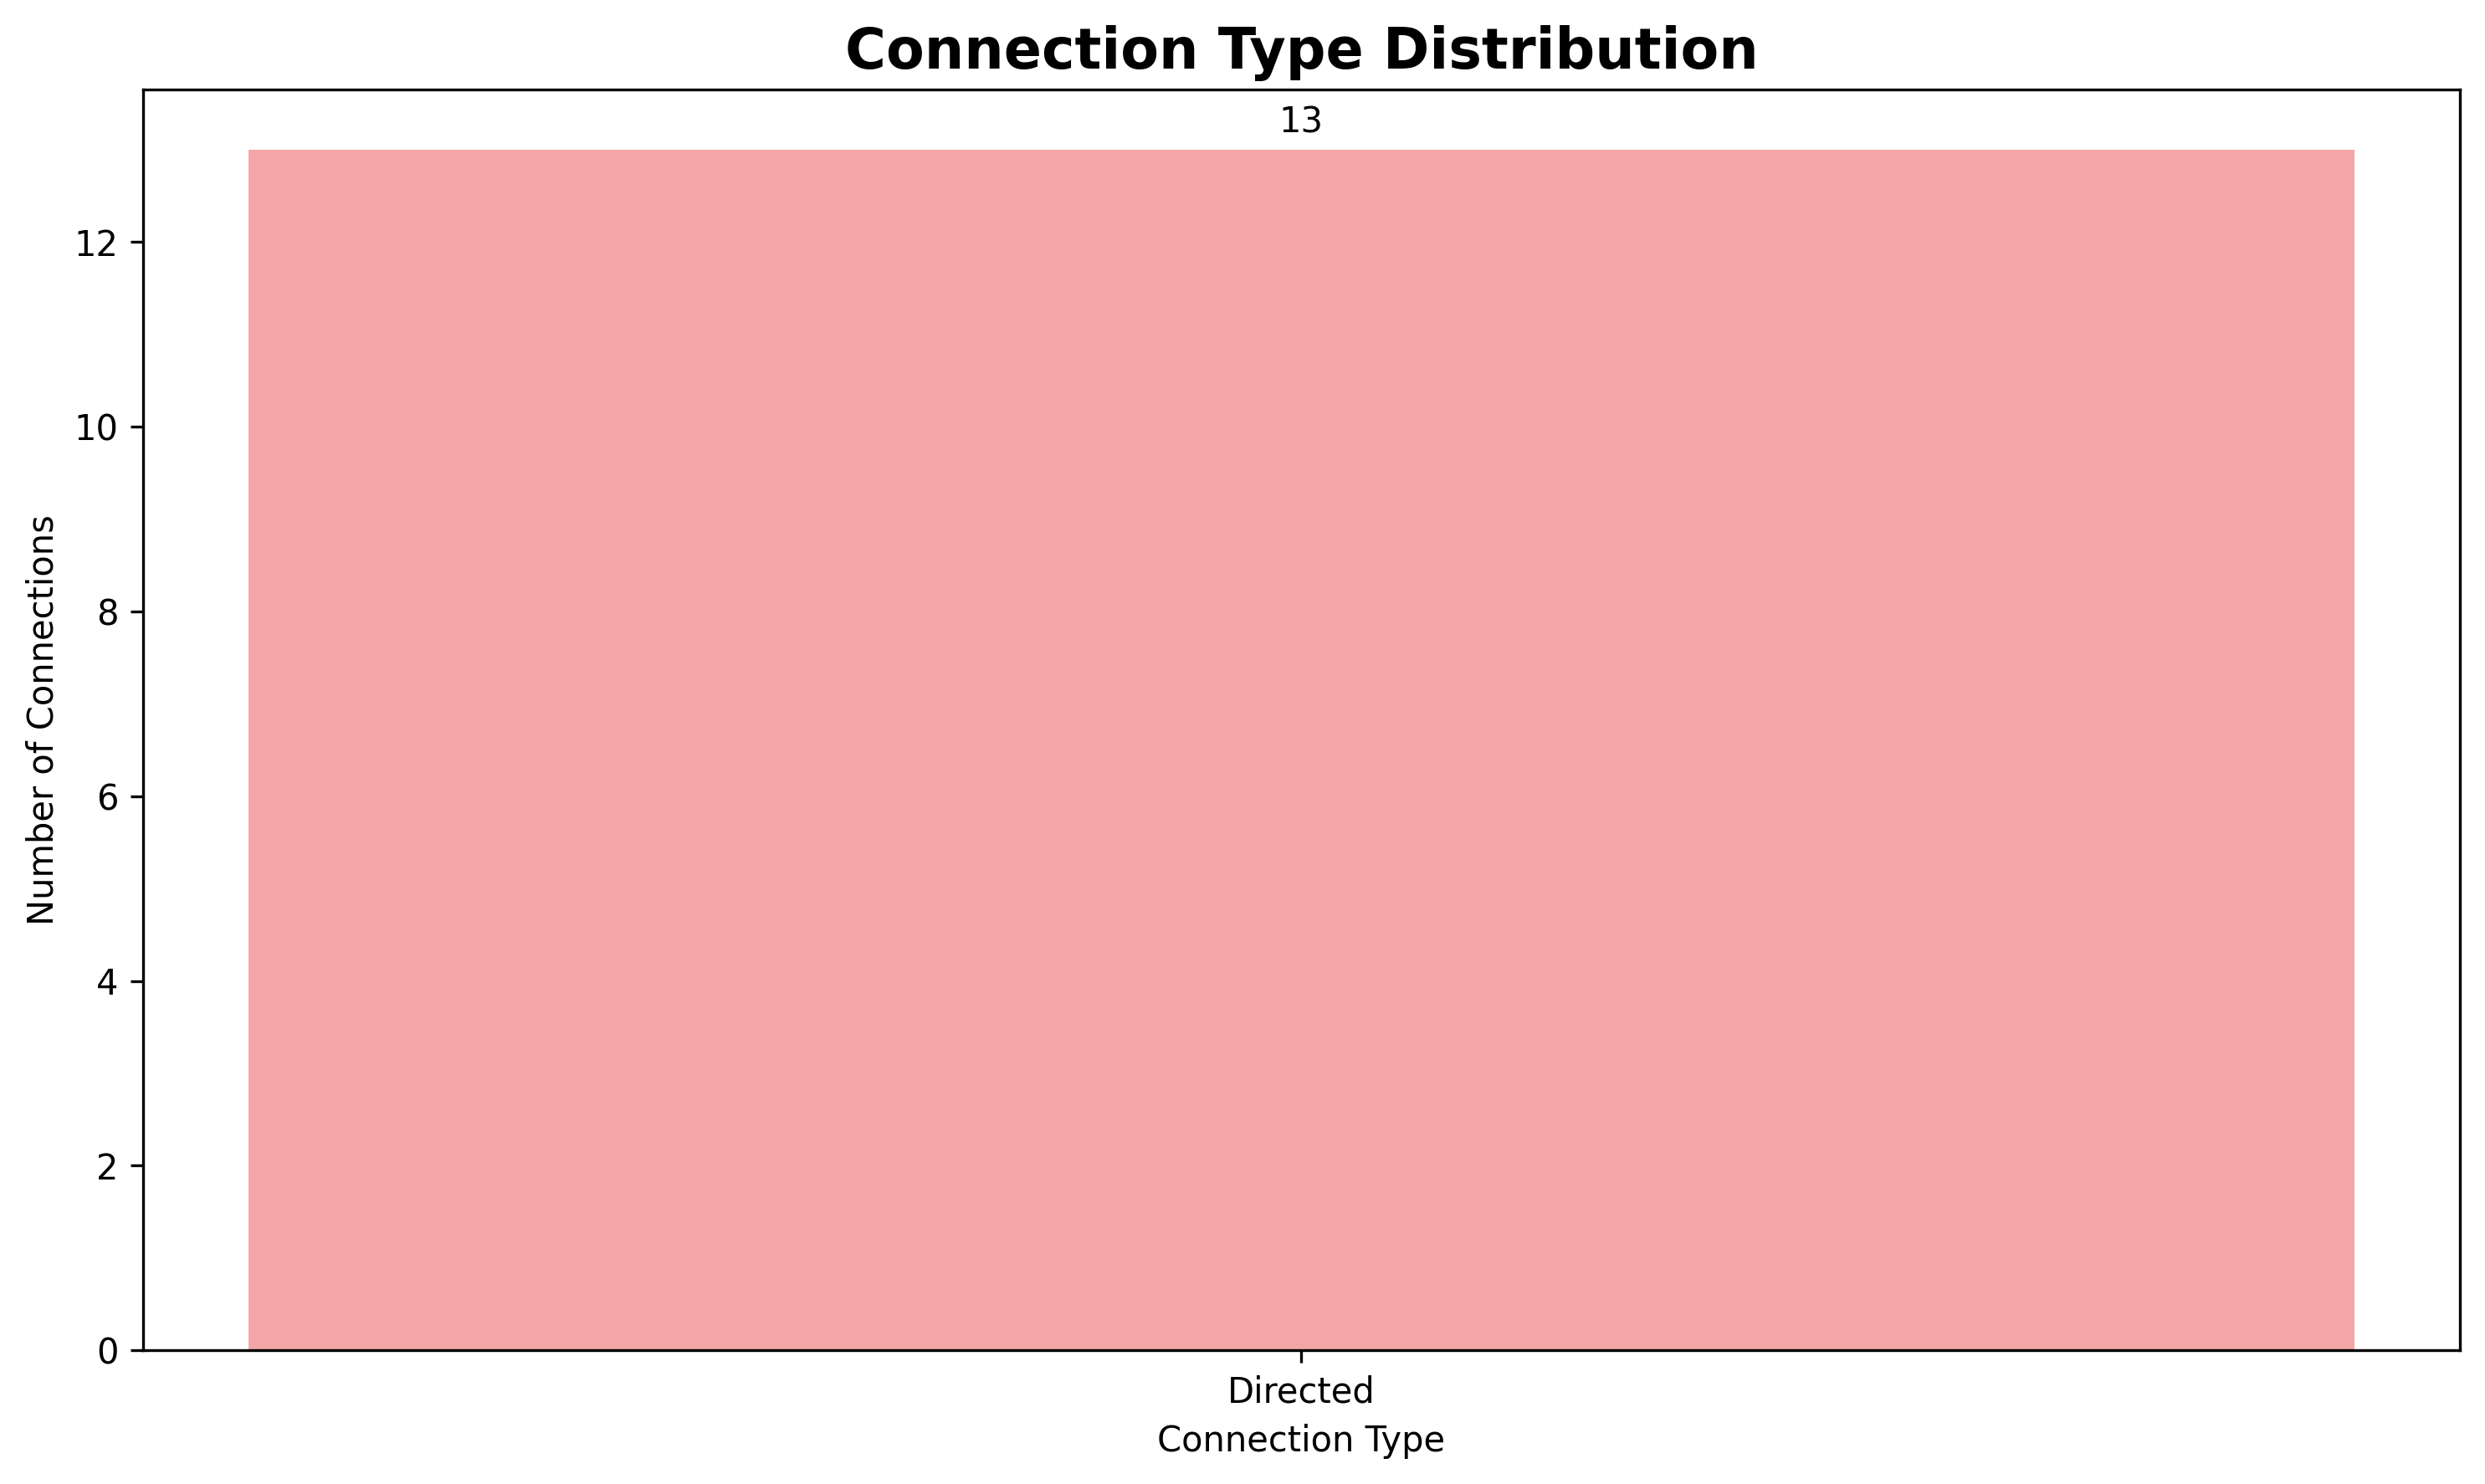 Connection Type Distribution
13
12
10
8
6
4
2
0
Number of Connections
Directed
Connection Type